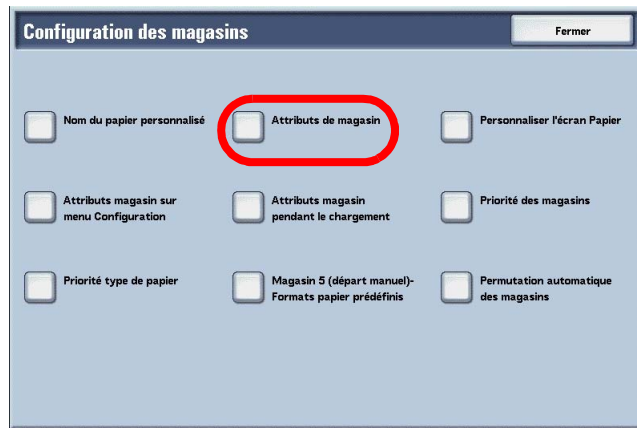 Configuration des magasins
Fermer
Nom du papier personnalisé
Attributs de magasin
Personnaliser l'écran Papier
Attributs magasin sur
menu Configuration
Attributs magasin
pendant le chargement
Priorité des magasins
Priorité type de papier
Magasin 5 (départ manuel)-
Formats papier prédéfinis
Permutation automatique
des magasins